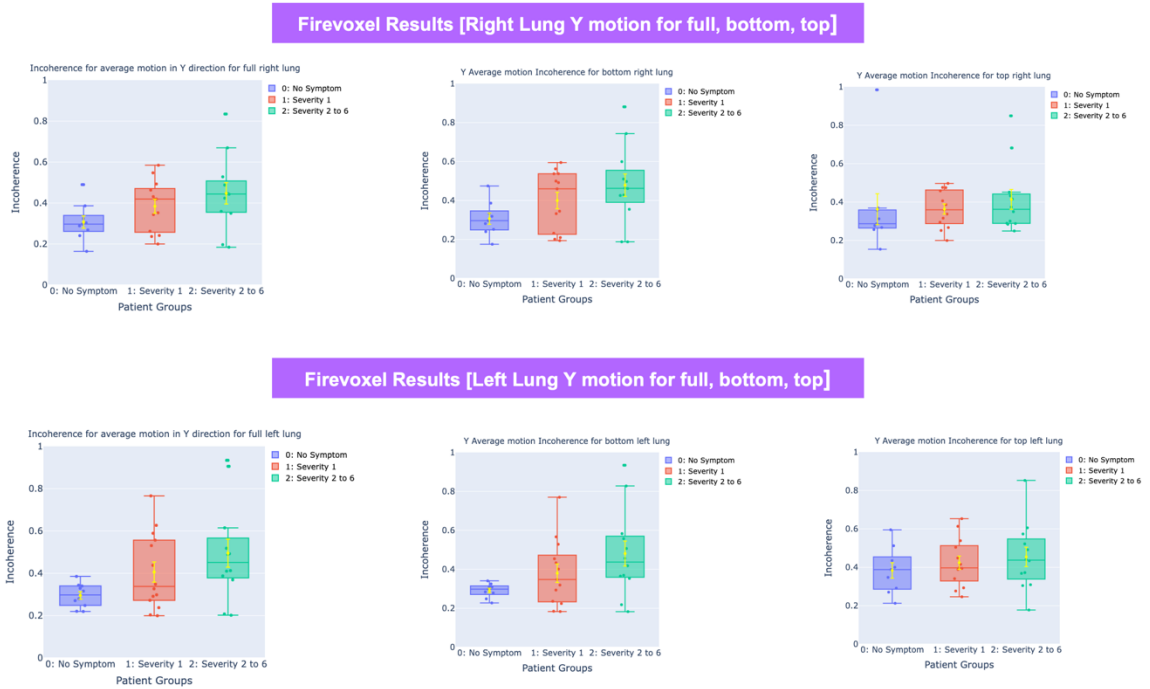 Firevoxel Results [Right Lung Y motion for full, bottom, top]
Incoherence for average motion in Y direction for full right lung
1
0.8
0.6
0.4
0.2
0
Incoherence
0: No Symptom
1: Severity 1
2: Severity 2 to 6
Patient Groups
0: No Symptom
1: Severity 1
2: Severity 2 to 6
Y Average motion Incoherence for bottom right lung
1
0.8
0.6
0.4
0.2
0
Incoherence
0: No Symptom
1: Severity 1
2: Severity 2 to 6
Patient Groups
0: No Symptom
1: Severity 1
2: Severity 2 to 6
Y Average motion Incoherence for top right lung
1
0.8
0.6
0.4
0.2
0
Incoherence
0: No Symptom
1: Severity 1
2: Severity 2 to 6
Patient Groups
0: No Symptom
1: Severity 1
2: Severity 2 to 6
Firevoxel Results [Left Lung Y motion for full, bottom, top]
Incoherence for average motion in Y direction for full left lung
1
0.8
0.6
0.4
0.2
0
Incoherence
0: No Symptom
1: Severity 1
2: Severity 2 to 6
Patient Groups
0: No Symptom
1: Severity 1
2: Severity 2 to 6
Y Average motion Incoherence for bottom left lung
1
0.8
0.6
0.4
0.2
0
Incoherence
0: No Symptom
1: Severity 1
2: Severity 2 to 6
Patient Groups
0: No Symptom
1: Severity 1
2: Severity 2 to 6
Y Average motion Incoherence for top left lung
1
0.8
0.6
0.4
0.2
0
Incoherence
0: No Symptom
1: Severity 1
2: Severity 2 to 6
Patient Groups
0: No Symptom
1: Severity 1
2: Severity 2 to 6